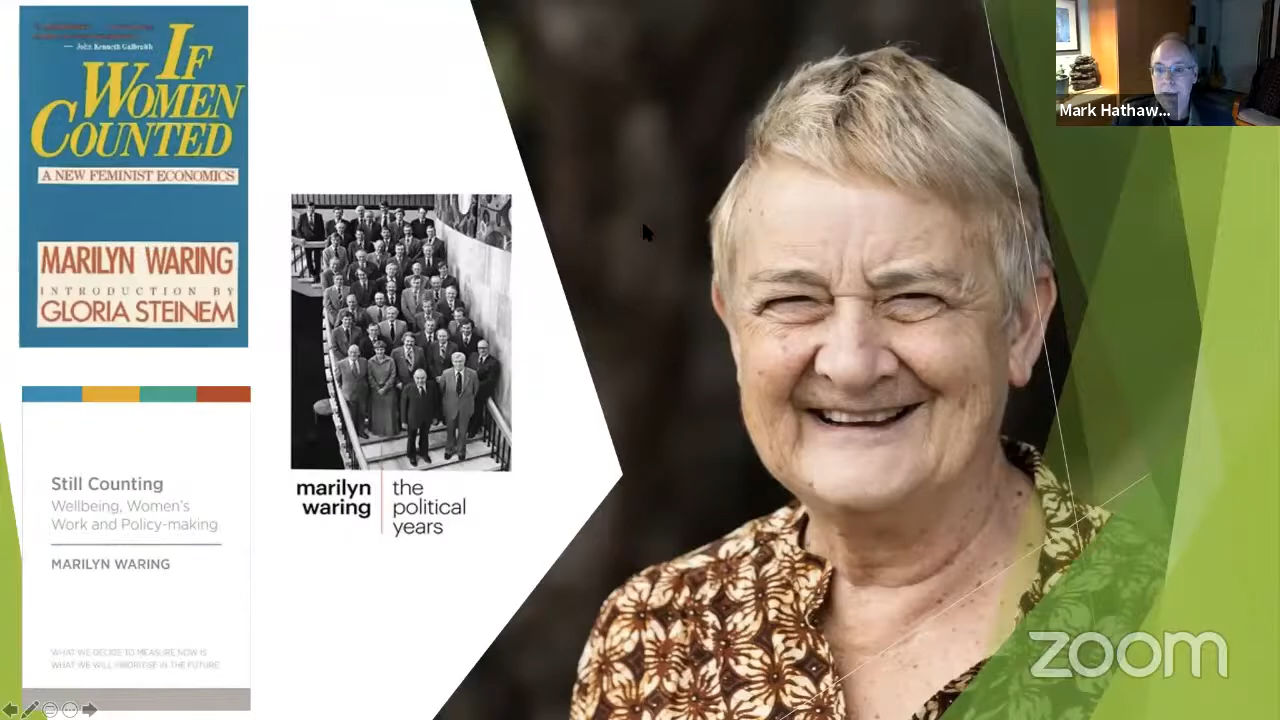 — John Kenneth Galbraith
IF
WOMEN
COUNTED
A NEW FEMINIST ECONOMICS
MARILYN WARING
INTRODUCTION BY
GLORIA STEINEM
Still Counting
Wellbeing, Women's
Work and Policy-making
MARILYN WARING
WHAT WE DECIDE TO MEASURE NOW IS
WHAT WE WILL PRIORITISE IN THE FUTURE
marilyn
waring
the
political
years
Mark Hathaw...
zoom